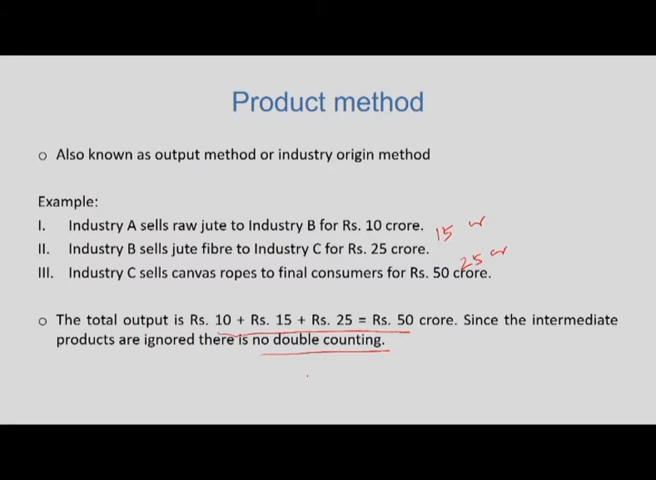 Product method
o Also known as output method or industry origin method
Example:
I. Industry A sells raw jute to Industry B for Rs. 10 crore.
15 cr
II. Industry B sells jute fibre to Industry C for Rs. 25 crore.
25 cr
III. Industry C sells canvas ropes to final consumers for Rs. 50 crore.
o The total output is Rs. 10 + Rs. 15 + Rs. 25 = Rs. 50 crore. Since the intermediate
products are ignored there is no double counting.